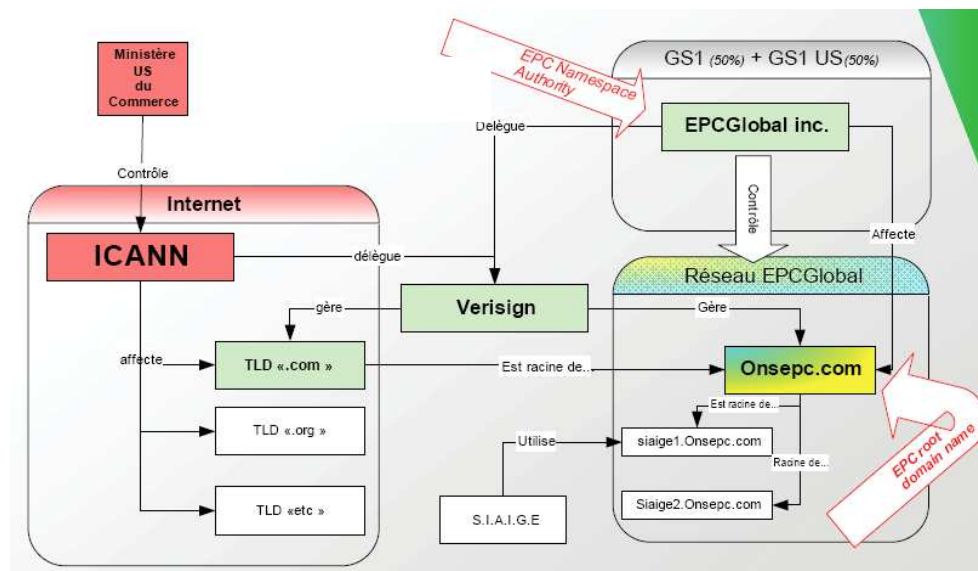 Ministère
US
du
Commerce
EPC Namespace
Authority
GS1 (50%) + GS1 US(50%)
EPCGlobal inc.
Délègue
Contrôle
Contrôle
Internet
ICANN
délègue
Affecte
Réseau EPCGlobal
Verisign
gère
Gère
affecte
TLD «.com »
Est racine de...
Onsepc.com
Est racine de...
TLD «.org »
Utilise
siaige1.Onsepc.com
Racine de...
EPC root
domain name
TLD «etc »
S.I.A.I.G.E
Siaige2.Onsepc.com